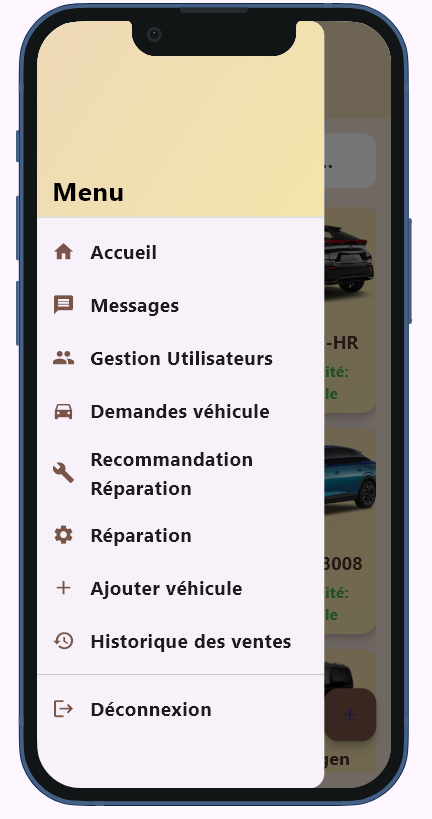 Menu
Accueil
Messages
Gestion Utilisateurs
Demandes véhicule
Recommandation
Réparation
Réparation
Ajouter véhicule
Historique des ventes
Déconnexion
..
-HR
ité:
le
3008
ité:
le
gen